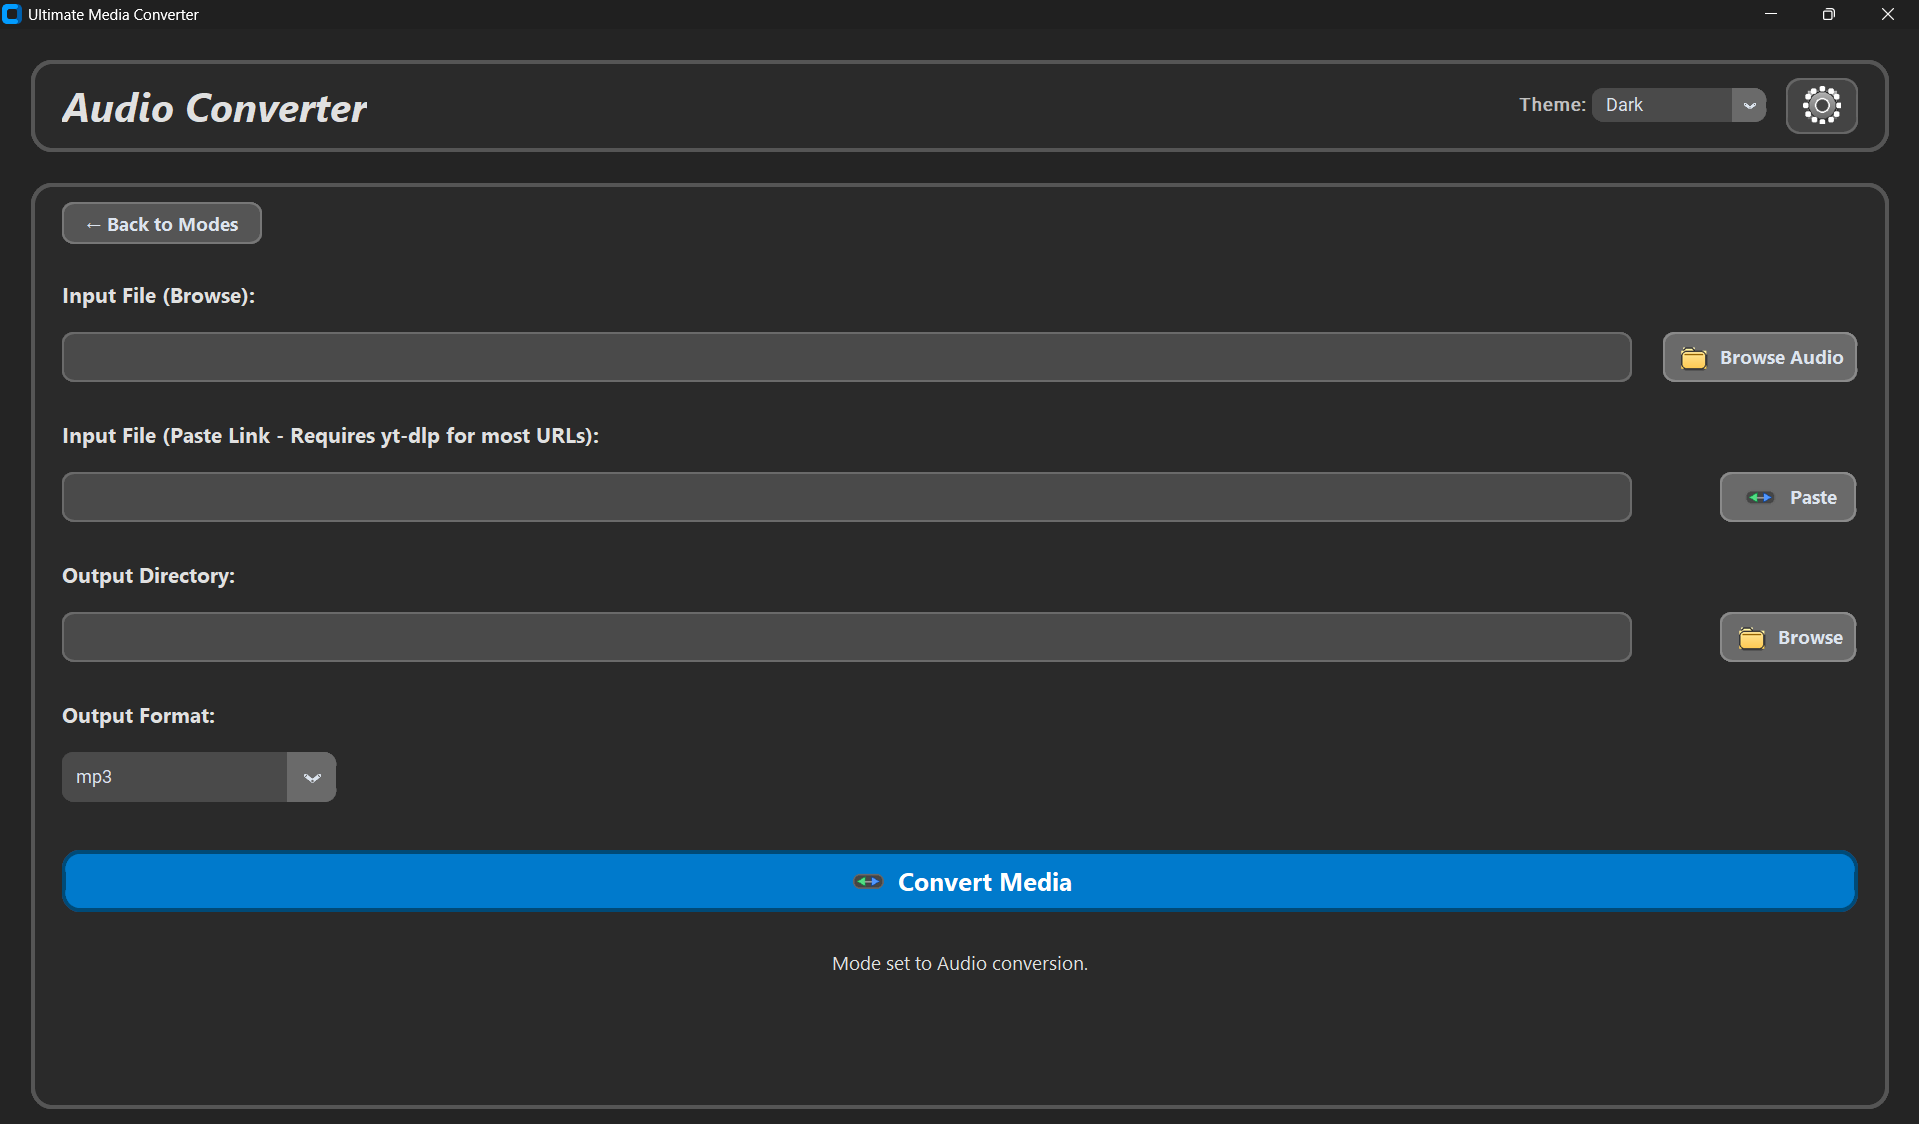 Ultimate Media Converter
Audio Converter
Theme: Dark
← Back to Modes
Input File (Browse):
Browse Audio
Input File (Paste Link - Requires yt-dlp for most URLs):
Paste
Output Directory:
Browse
Output Format:
mp3
Convert Media
Mode set to Audio conversion.